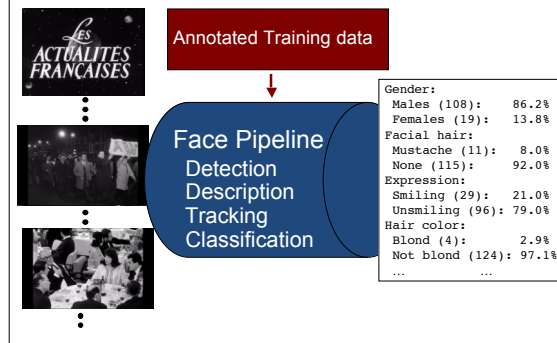 Les
ACTUALITÉS
FRANÇAISES
Annotated Training data
Face Pipeline
Detection
Description
Tracking
Classification
Gender:
Males (108): 86.2%
Females (19): 13.8%
Facial hair:
Mustache (11): 8.0%
None (115): 92.0%
Expression:
Smiling (29): 21.0%
Unsmiling (96): 79.0%
Hair color:
Blond (4): 2.9%
Not blond (124): 97.1%
… …